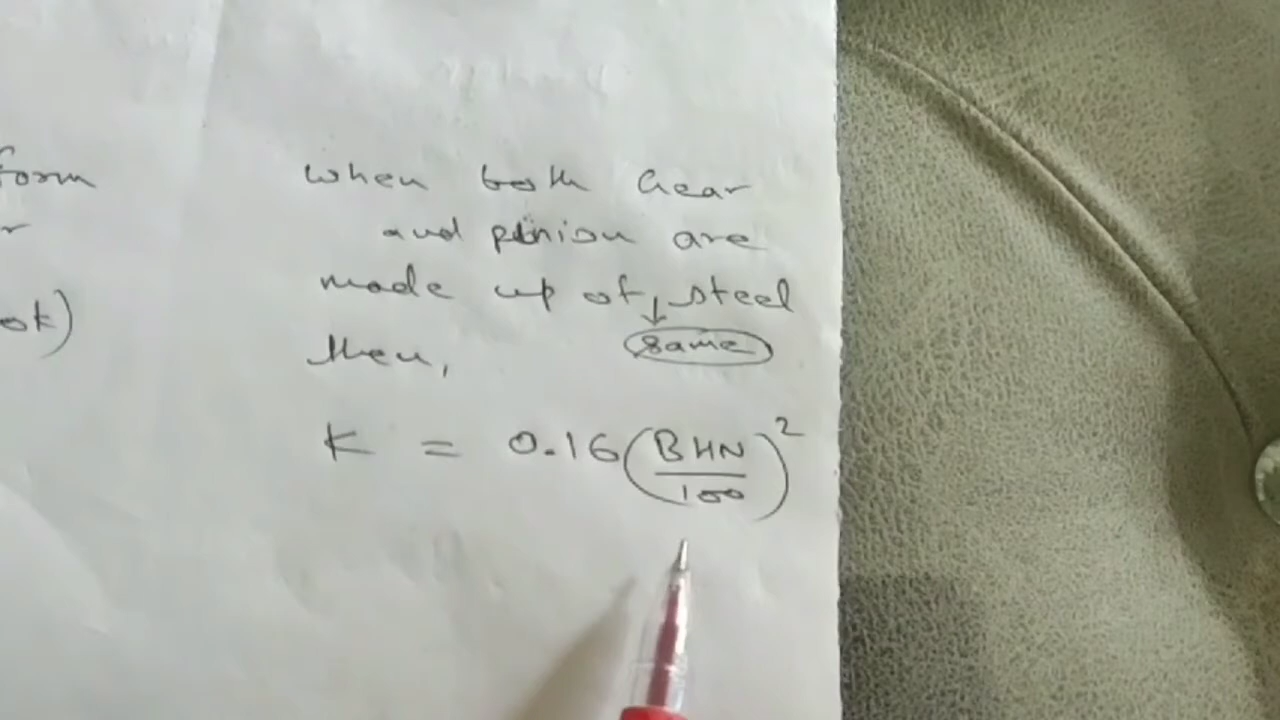 form
r
ok)
when both Gear
and pinion are
made up of ↓ steel
same
then,
K = 0.16 (BHN/100)²